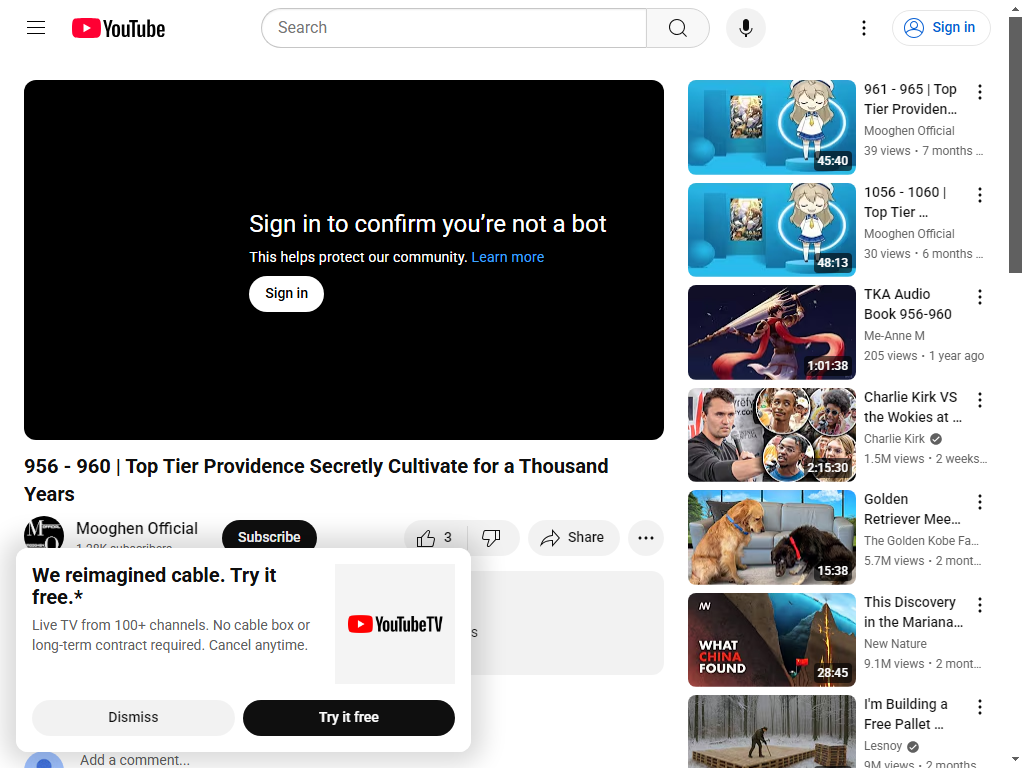 YouTube
Search
Sign in
Sign in to confirm you’re not a bot
This helps protect our community. Learn more
Sign in
956 - 960 | Top Tier Providence Secretly Cultivate for a Thousand
Years
Mooghen Official
Subscribe
3
Share
We reimagined cable. Try it
free.*
Live TV from 100+ channels. No cable box or
long-term contract required. Cancel anytime.
YouTubeTV
Dismiss
Try it free
Add a comment...
961 - 965 | Top
Tier Providen...
Mooghen Official
39 views • 7 months ...
45:40
1056 - 1060 |
Top Tier ...
Mooghen Official
30 views • 6 months ...
48:13
TKA Audio
Book 956-960
Me-Anne M
205 views • 1 year ago
1:01:38
Charlie Kirk VS
the Wokies at ...
Charlie Kirk
1.5M views • 2 weeks...
2:15:30
Golden
Retriever Mee...
The Golden Kobe Fa...
5.7M views • 2 mont...
15:38
This Discovery
in the Mariana...
New Nature
9.1M views • 2 mont...
WHAT
CHINA
FOUND
28:45
I'm Building a
Free Pallet ...
Lesnoy
9M views • 2 months